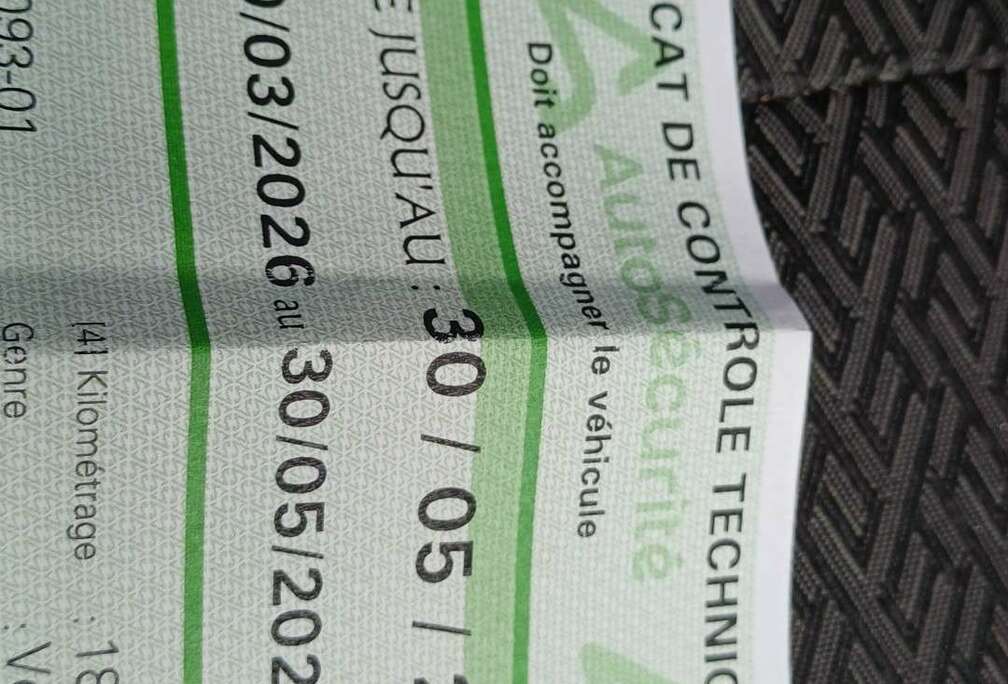 CAT DE CONTROLE TECHNIC
AutoSécurité
Doit accompagner le véhicule
E JUSQU'AU : 30 / 05 /
/03/2026 au 30/05/202
[4] Kilométrage : 18
Genre : V
093-01